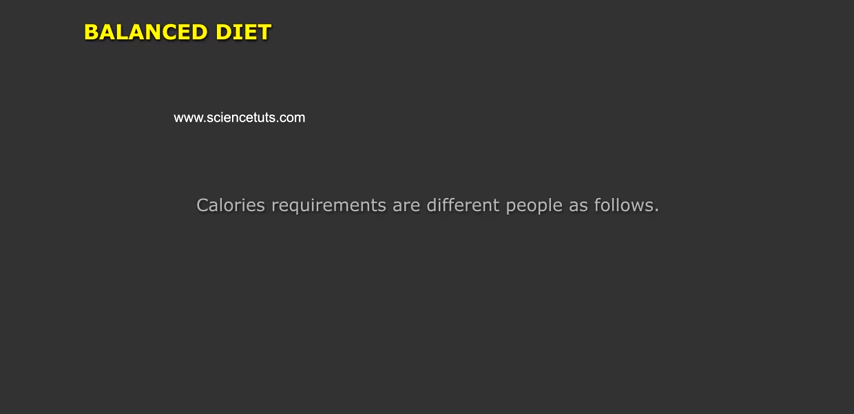 BALANCED DIET
www.sciencetuts.com
Calories requirements are different people as follows.